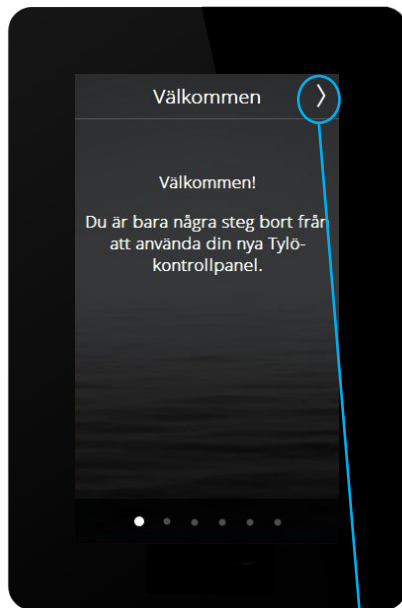 Välkommen
Välkommen!
Du är bara några steg bort från
att använda din nya Tylö-
kontrollpanel.